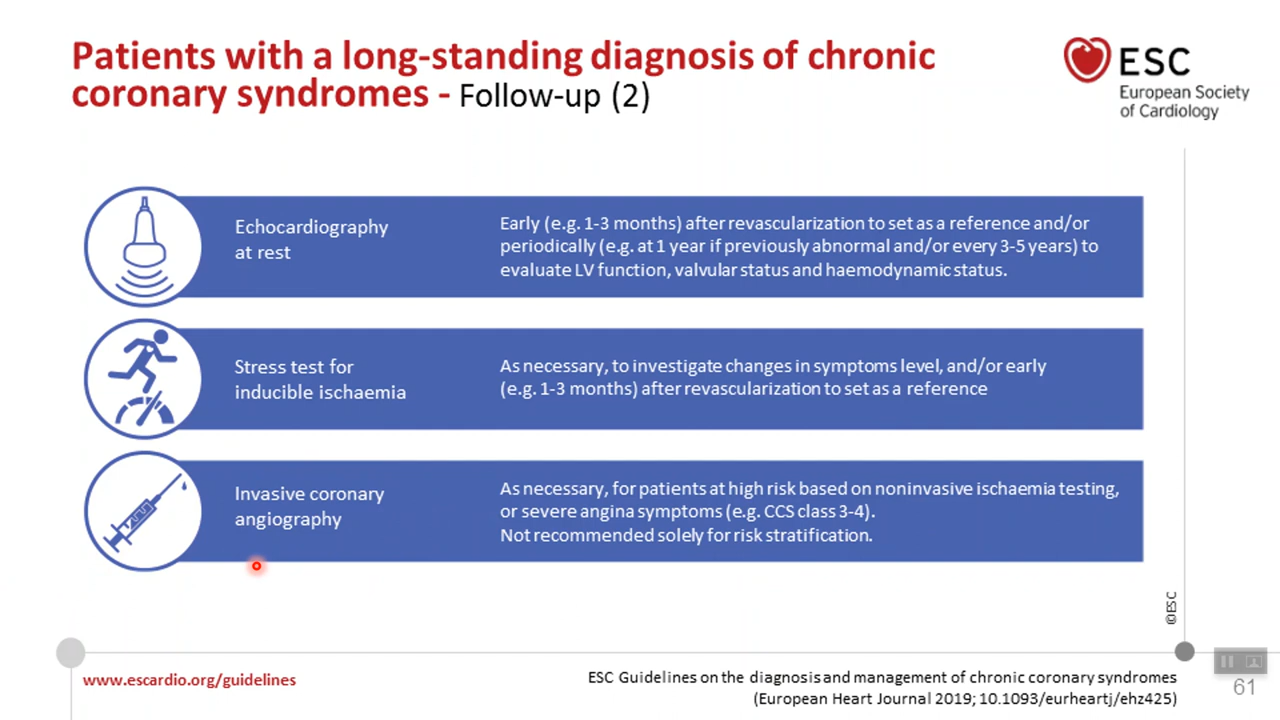 Patients with a long-standing diagnosis of chronic
coronary syndromes - Follow-up (2)
ESC
European Society
of Cardiology
Echocardiography
at rest
Early (e.g. 1-3 months) after revascularization to set as a reference and/or
periodically (e.g. at 1 year if previously abnormal and/or every 3-5 years) to
evaluate LV function, valvular status and haemodynamic status.
Stress test for
inducible ischaemia
As necessary, to investigate changes in symptoms level, and/or early
(e.g. 1-3 months) after revascularization to set as a reference
Invasive coronary
angiography
As necessary, for patients at high risk based on noninvasive ischaemia testing,
or severe angina symptoms (e.g. CCS class 3-4).
Not recommended solely for risk stratification.
©ESC
www.escardio.org/guidelines
ESC Guidelines on the diagnosis and management of chronic coronary syndromes
(European Heart Journal 2019; 10.1093/eurheartj/ehz425)
61